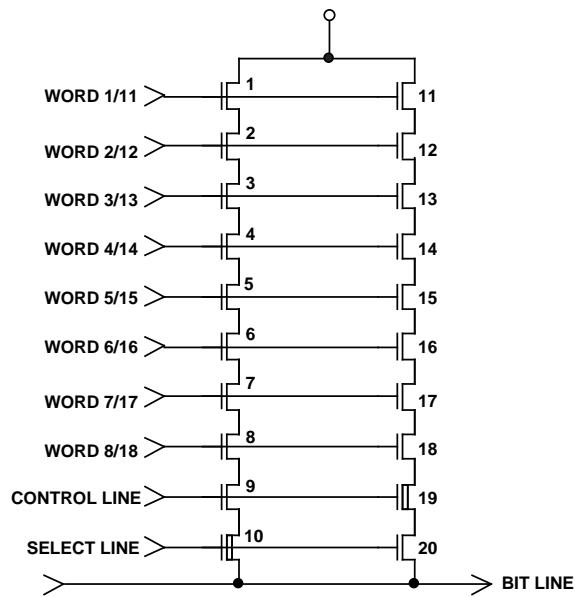 1
WORD 1/11
11
2
WORD 2/12
12
3
WORD 3/13
13
4
WORD 4/14
14
5
WORD 5/15
15
6
WORD 6/16
16
7
WORD 7/17
17
8
WORD 8/18
18
9
CONTROL LINE
19
10
SELECT LINE
20
BIT LINE